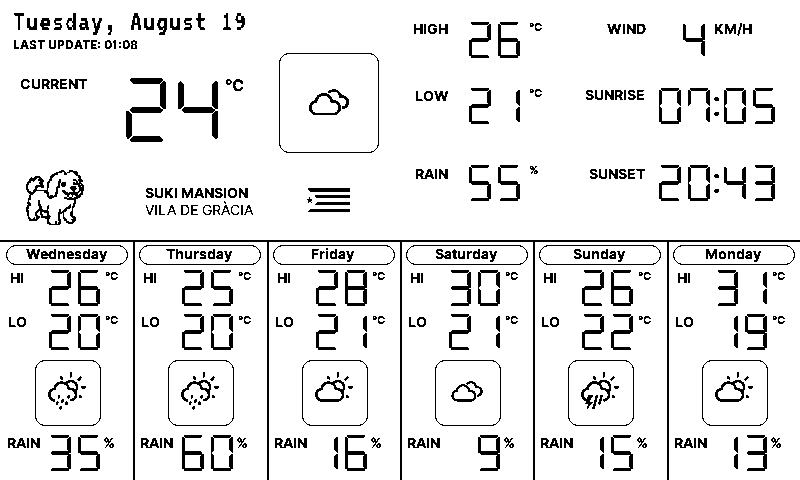 Tuesday, August 19
LAST UPDATE: 01:08
CURRENT 24 °C
HIGH 26 °C
LOW 21 °C
RAIN 55 %
WIND 4 KM/H
SUNRISE 07:05
SUNSET 20:43
SUKI MANSION
VILA DE GRÀCIA
Wednesday
HI 26 °C
LO 20 °C
RAIN 35 %
Thursday
HI 25 °C
LO 20 °C
RAIN 60 %
Friday
HI 28 °C
LO 21 °C
RAIN 16 %
Saturday
HI 30 °C
LO 21 °C
RAIN 9 %
Sunday
HI 26 °C
LO 22 °C
RAIN 15 %
Monday
HI 31 °C
LO 19 °C
RAIN 13 %